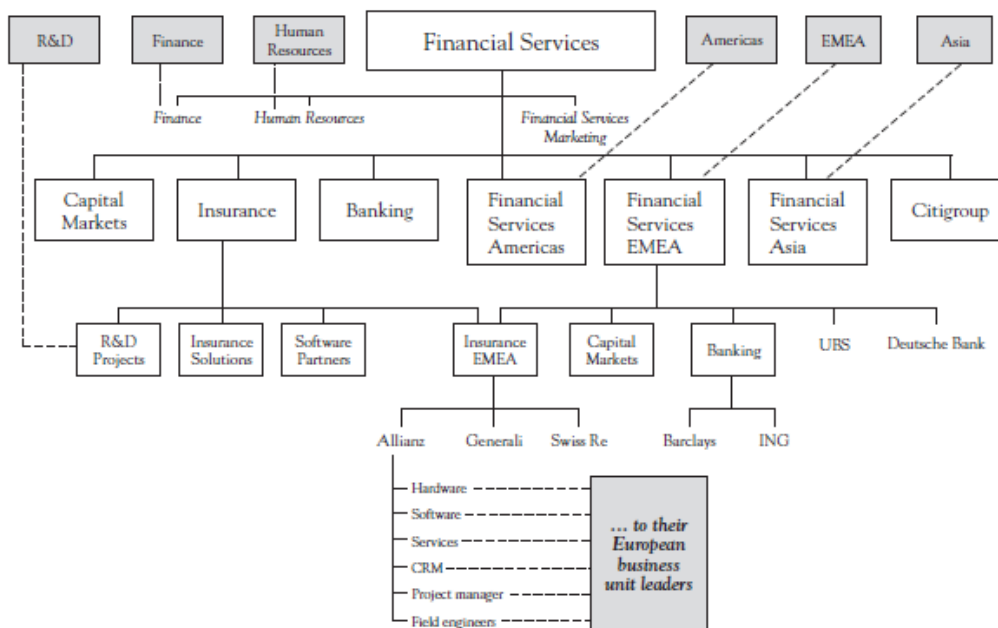 R&D
Finance
Human
Resources
Financial Services
Americas
EMEA
Asia
Finance
Human Resources
Financial Services
Marketing
Capital
Markets
Insurance
Banking
Financial
Services
Americas
Financial
Services
EMEA
Financial
Services
Asia
Citigroup
R&D
Projects
Insurance
Solutions
Software
Partners
Insurance
EMEA
Capital
Markets
Banking
UBS
Deutsche Bank
Allianz
Generali
Swiss Re
Barclays
ING
Hardware
Software
Services
CRM
Project manager
Field engineers
... to their
European
business
unit leaders